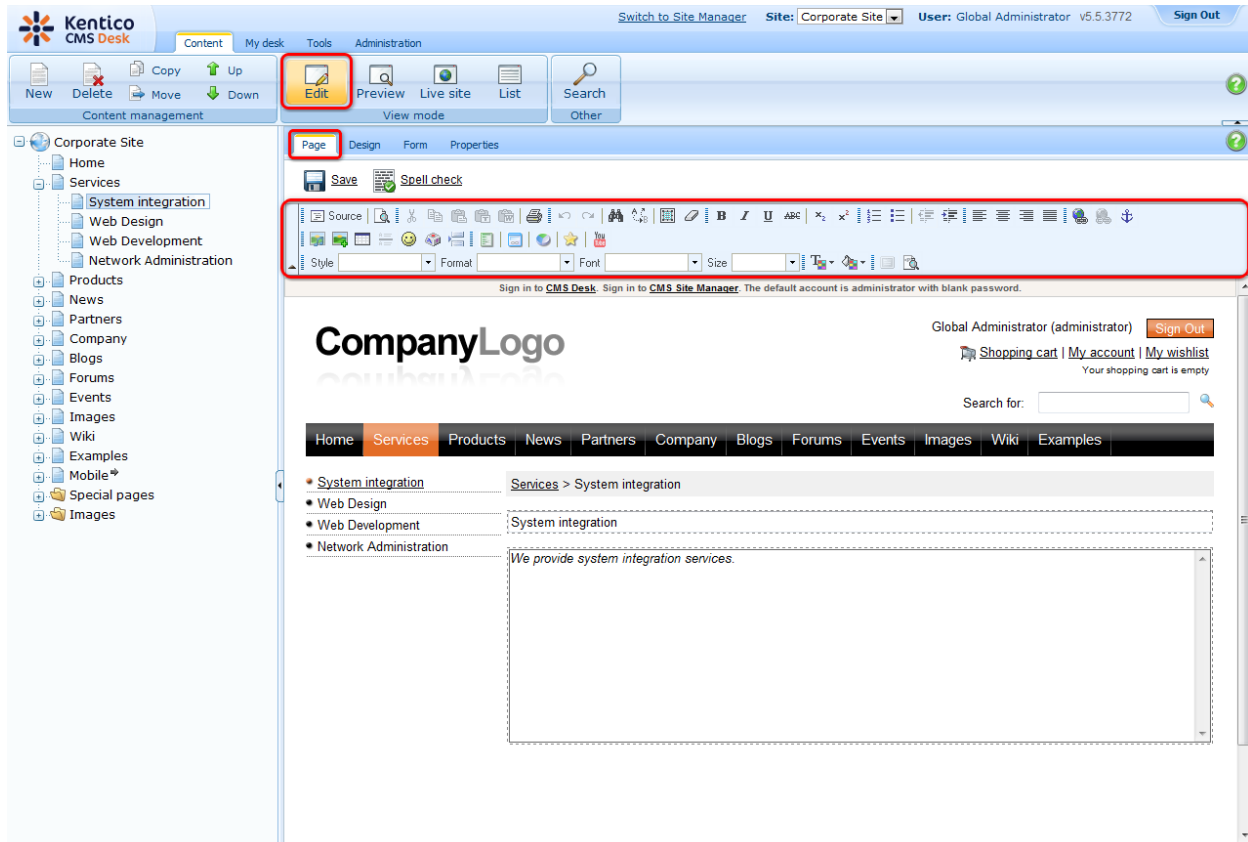 Kentico
CMS Desk
Switch to Site Manager Site: Corporate Site User: Global Administrator v5.5.3772 Sign Out
Content My desk Tools Administration
New Delete Copy Move Up Down
Content management
Edit Preview Live site List
View mode
Search
Other
Corporate Site
Home
Services
System integration
Web Design
Web Development
Network Administration
Products
News
Partners
Company
Blogs
Forums
Events
Images
Wiki
Examples
Mobile
Special pages
Images
Page Design Form Properties
Save Spell check
Source B I U ABC x₂ x²
Style Format Font Size
Sign in to CMS Desk. Sign in to CMS Site Manager. The default account is administrator with blank password.
CompanyLogo
Global Administrator (administrator) Sign Out
Shopping cart | My account | My wishlist
Your shopping cart is empty
Search for:
Home Services Products News Partners Company Blogs Forums Events Images Wiki Examples
System integration
Web Design
Web Development
Network Administration
Services > System integration
System integration
We provide system integration services.